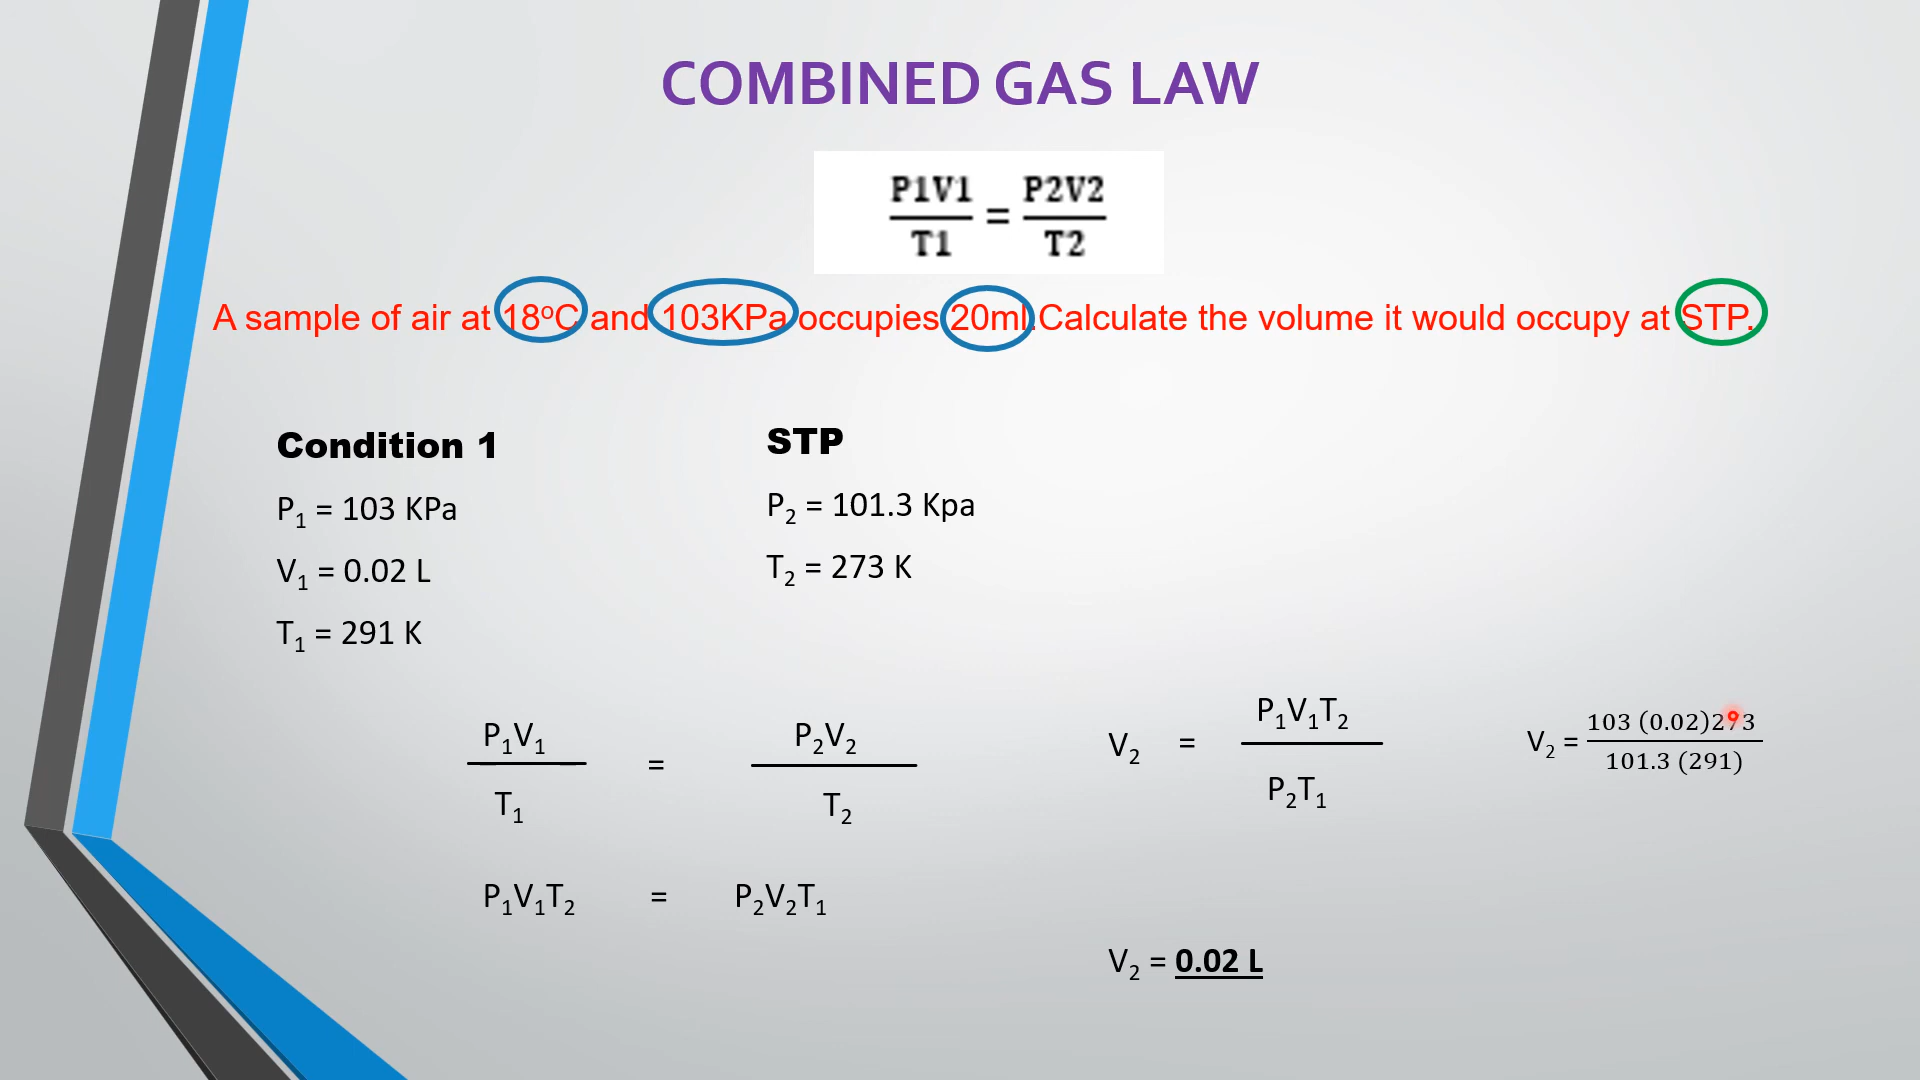 COMBINED GAS LAW
P1V1/T1 = P2V2/T2
A sample of air at 18⁰C and 103KPa occupies 20ml. Calculate the volume it would occupy at STP.
Condition 1
P₁ = 103 KPa
V₁ = 0.02 L
T₁ = 291 K
STP
P₂ = 101.3 Kpa
T₂ = 273 K
P₁V₁/T₁ = P₂V₂/T₂
P₁V₁T₂ = P₂V₂T₁
V₂ = P₁V₁T₂/P₂T₁
V₂ = 103 (0.02)273/101.3 (291)
V₂ = 0.02 L